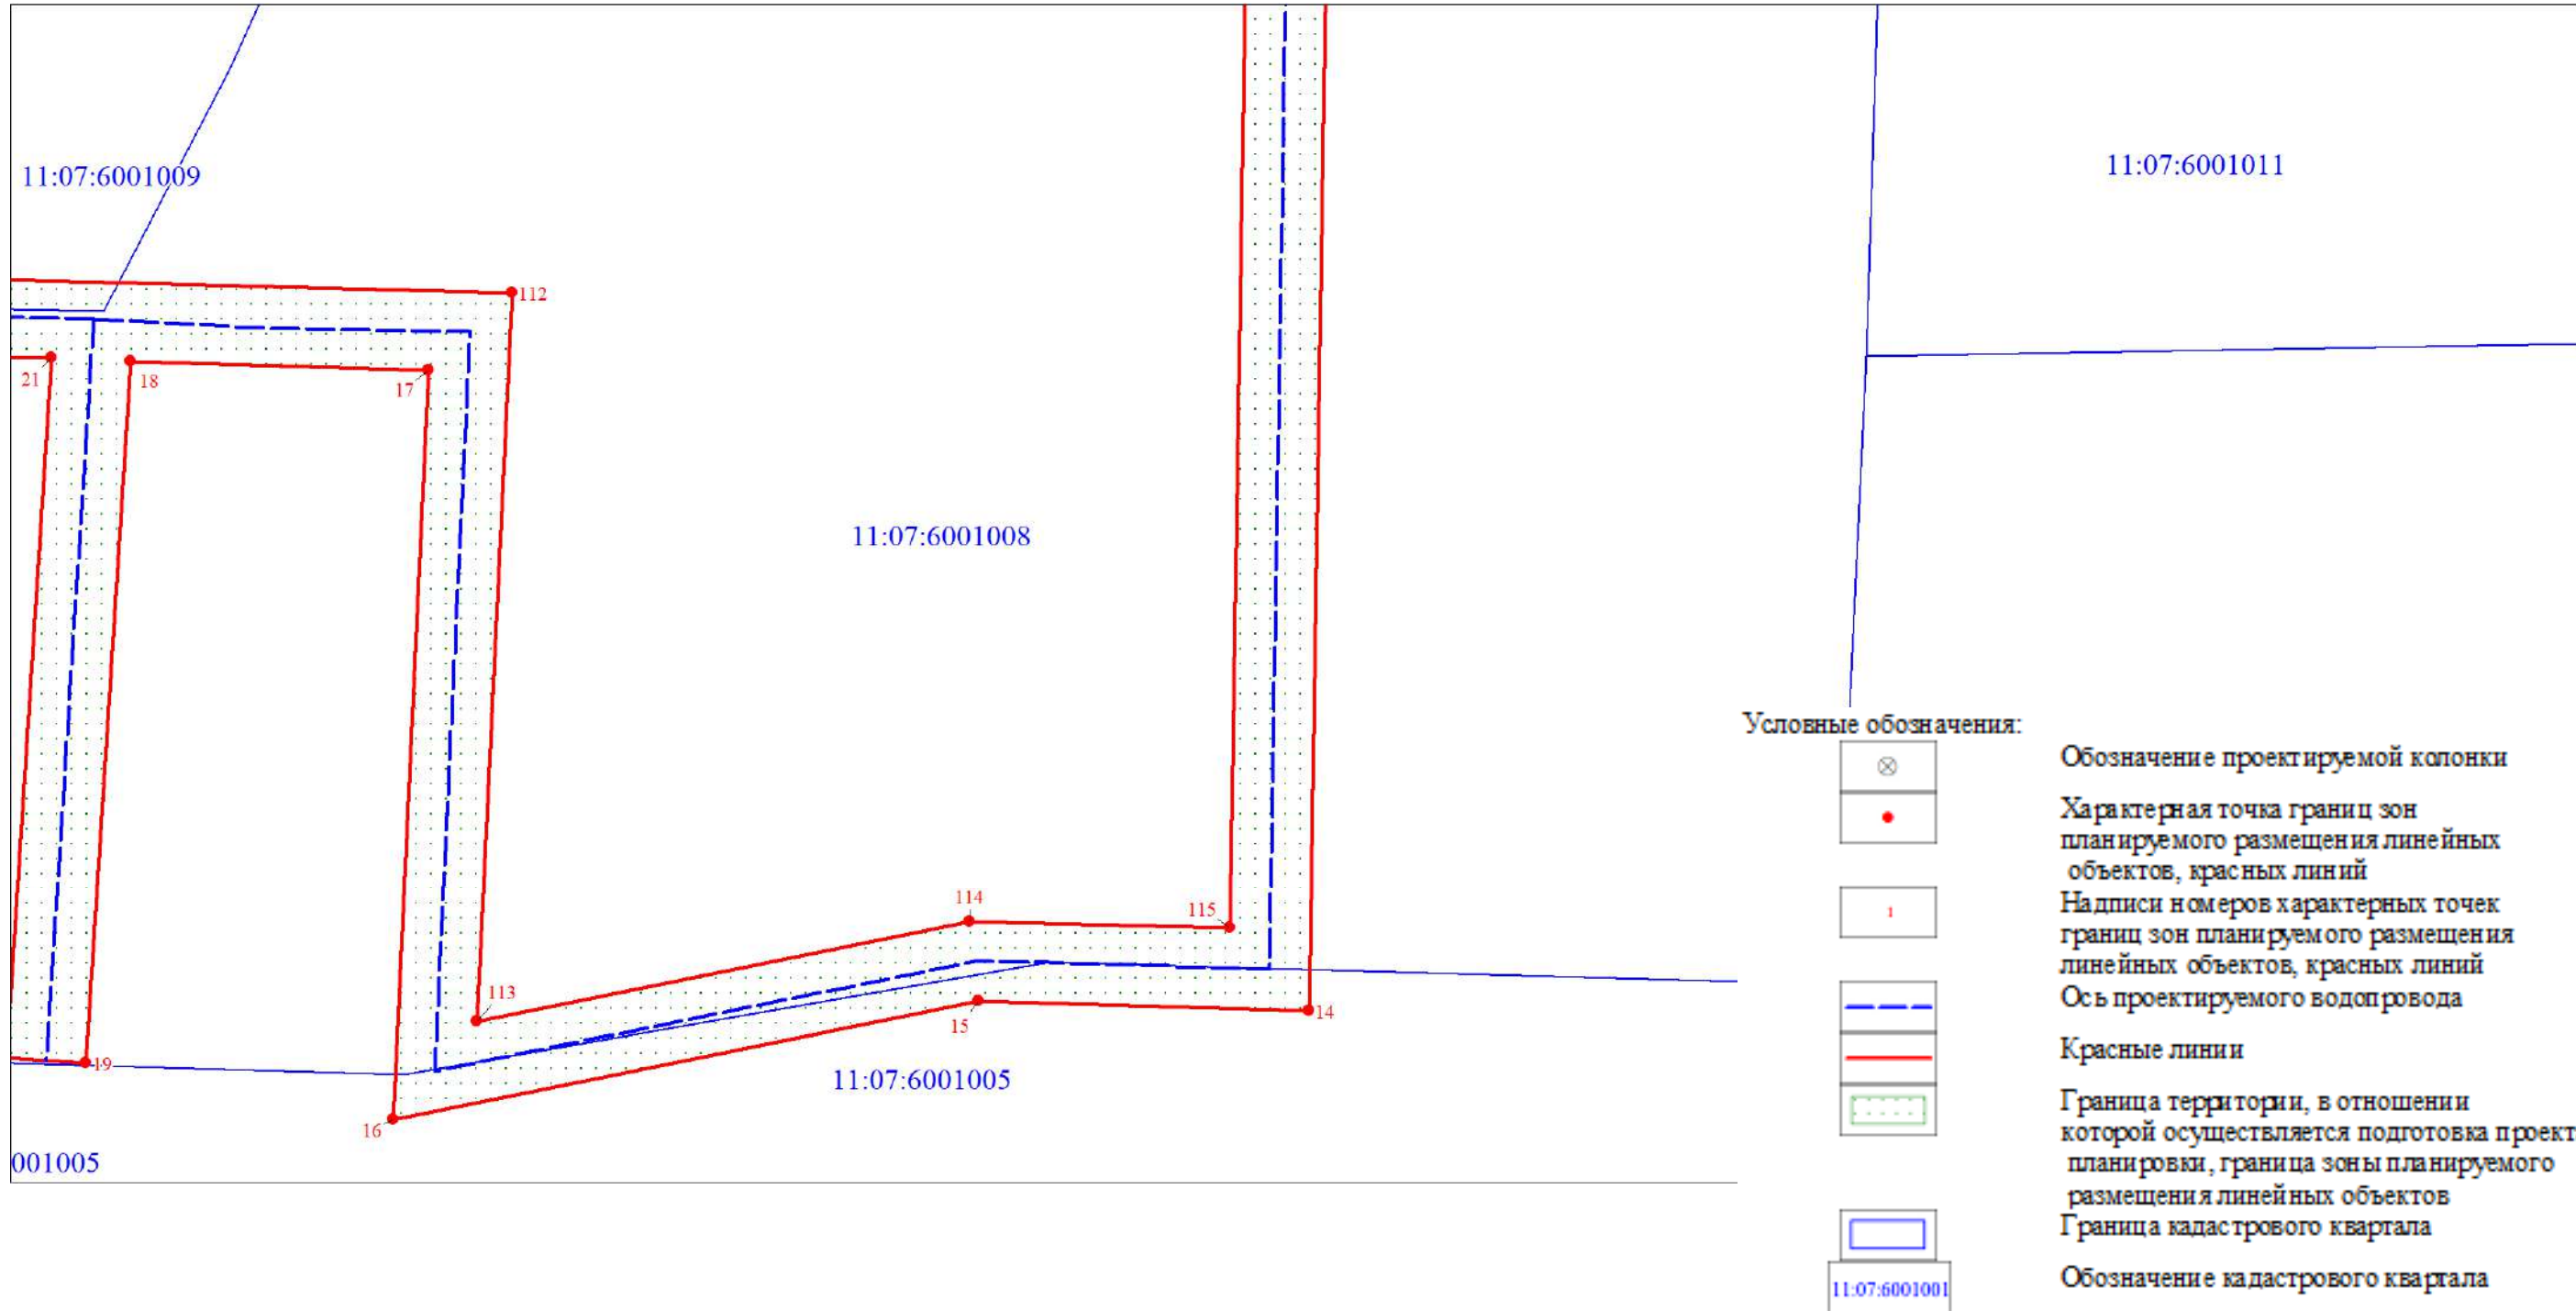 11:07:6001009
11:07:6001011
112
21
18
17
11:07:6001008
114
115
113
15
14
19
11:07:6001005
16
001005
Условные обозначения:
Обозначение проектируемой колонки
Характерная точка границ зон
планируемого размещения линейных
объектов, красных линий
1
Надписи номеров характерных точек
границ зон планируемого размещения
линейных объектов, красных линий
Ось проектируемого водопровода
Красные линии
Граница территории, в отношении
которой осуществляется подготовка проект
планировки, граница зоны планируемого
размещения линейных объектов
Граница кадастрового квартала
11:07:6001001
Обозначение кадастрового квартала